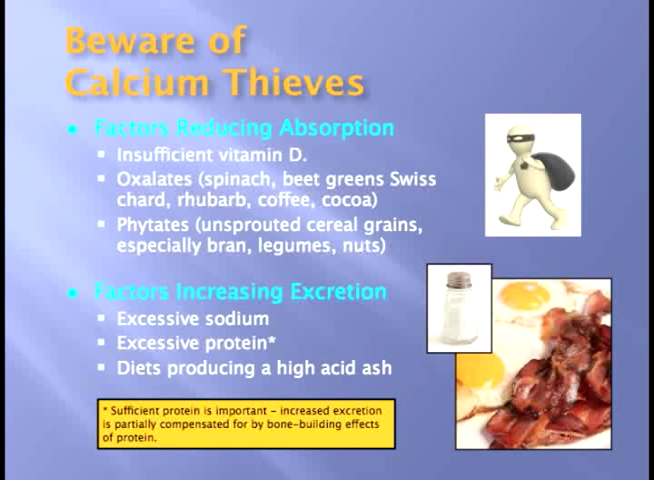 Beware of
Calcium Thieves
• Factors Reducing Absorption
▪ Insufficient vitamin D.
▪ Oxalates (spinach, beet greens Swiss
chard, rhubarb, coffee, cocoa)
▪ Phytates (unsprouted cereal grains,
especially bran, legumes, nuts)
• Factors Increasing Excretion
▪ Excessive sodium
▪ Excessive protein*
▪ Diets producing a high acid ash
* Sufficient protein is important – increased excretion
is partially compensated for by bone-building effects
of protein.